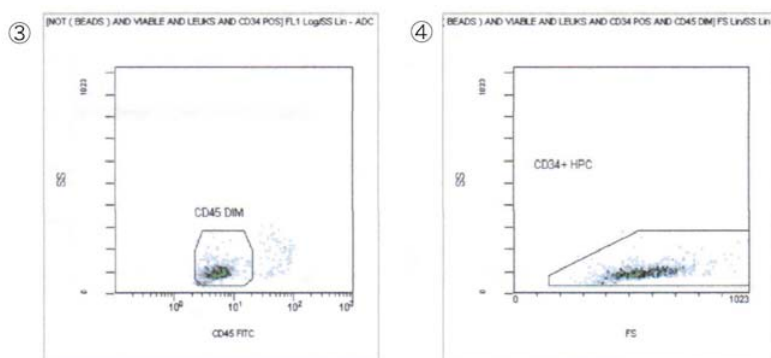 ③
[NOT ( BEADS ) AND VIABLE AND LEUKS AND CD34 POS] FL1 Log/SS Lin - ADC
1023
SS
0
CD45 DIM
10⁰
10¹
10²
10³
CD45 FITC
④
( BEADS ) AND VIABLE AND LEUKS AND CD34 POS AND CD45 DIM] FS Lin/SS Lin
1023
SS
0
CD34+ HPC
0
1023
FS